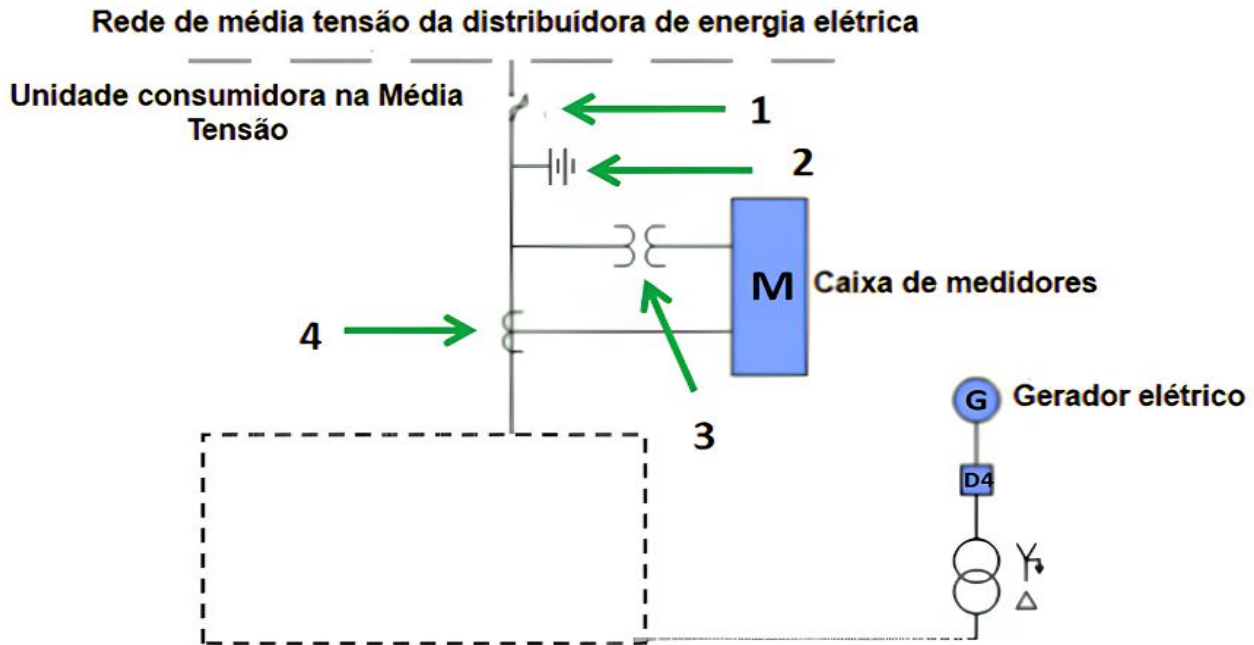 Rede de média tensão da distribuídora de energia elétrica
Unidade consumidora na Média
Tensão
1
2
M
Caixa de medidores
4
3
G
Gerador elétrico
D4